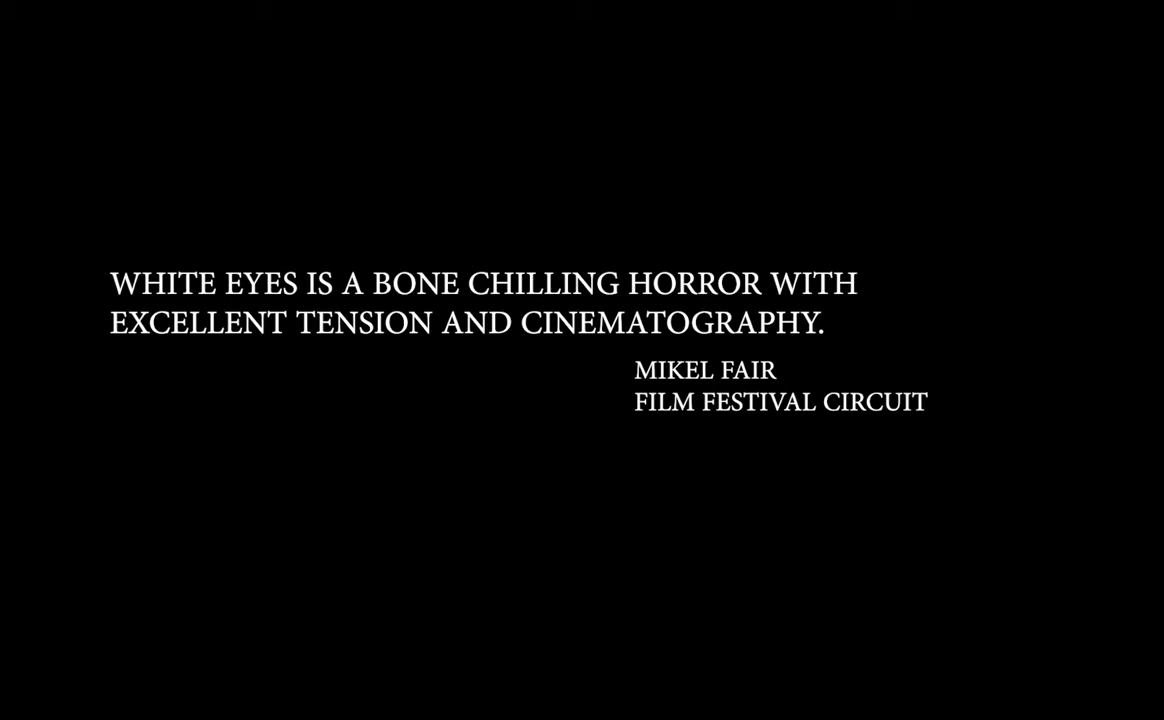 WHITE EYES IS A BONE CHILLING HORROR WITH
EXCELLENT TENSION AND CINEMATOGRAPHY.
MIKEL FAIR
FILM FESTIVAL CIRCUIT